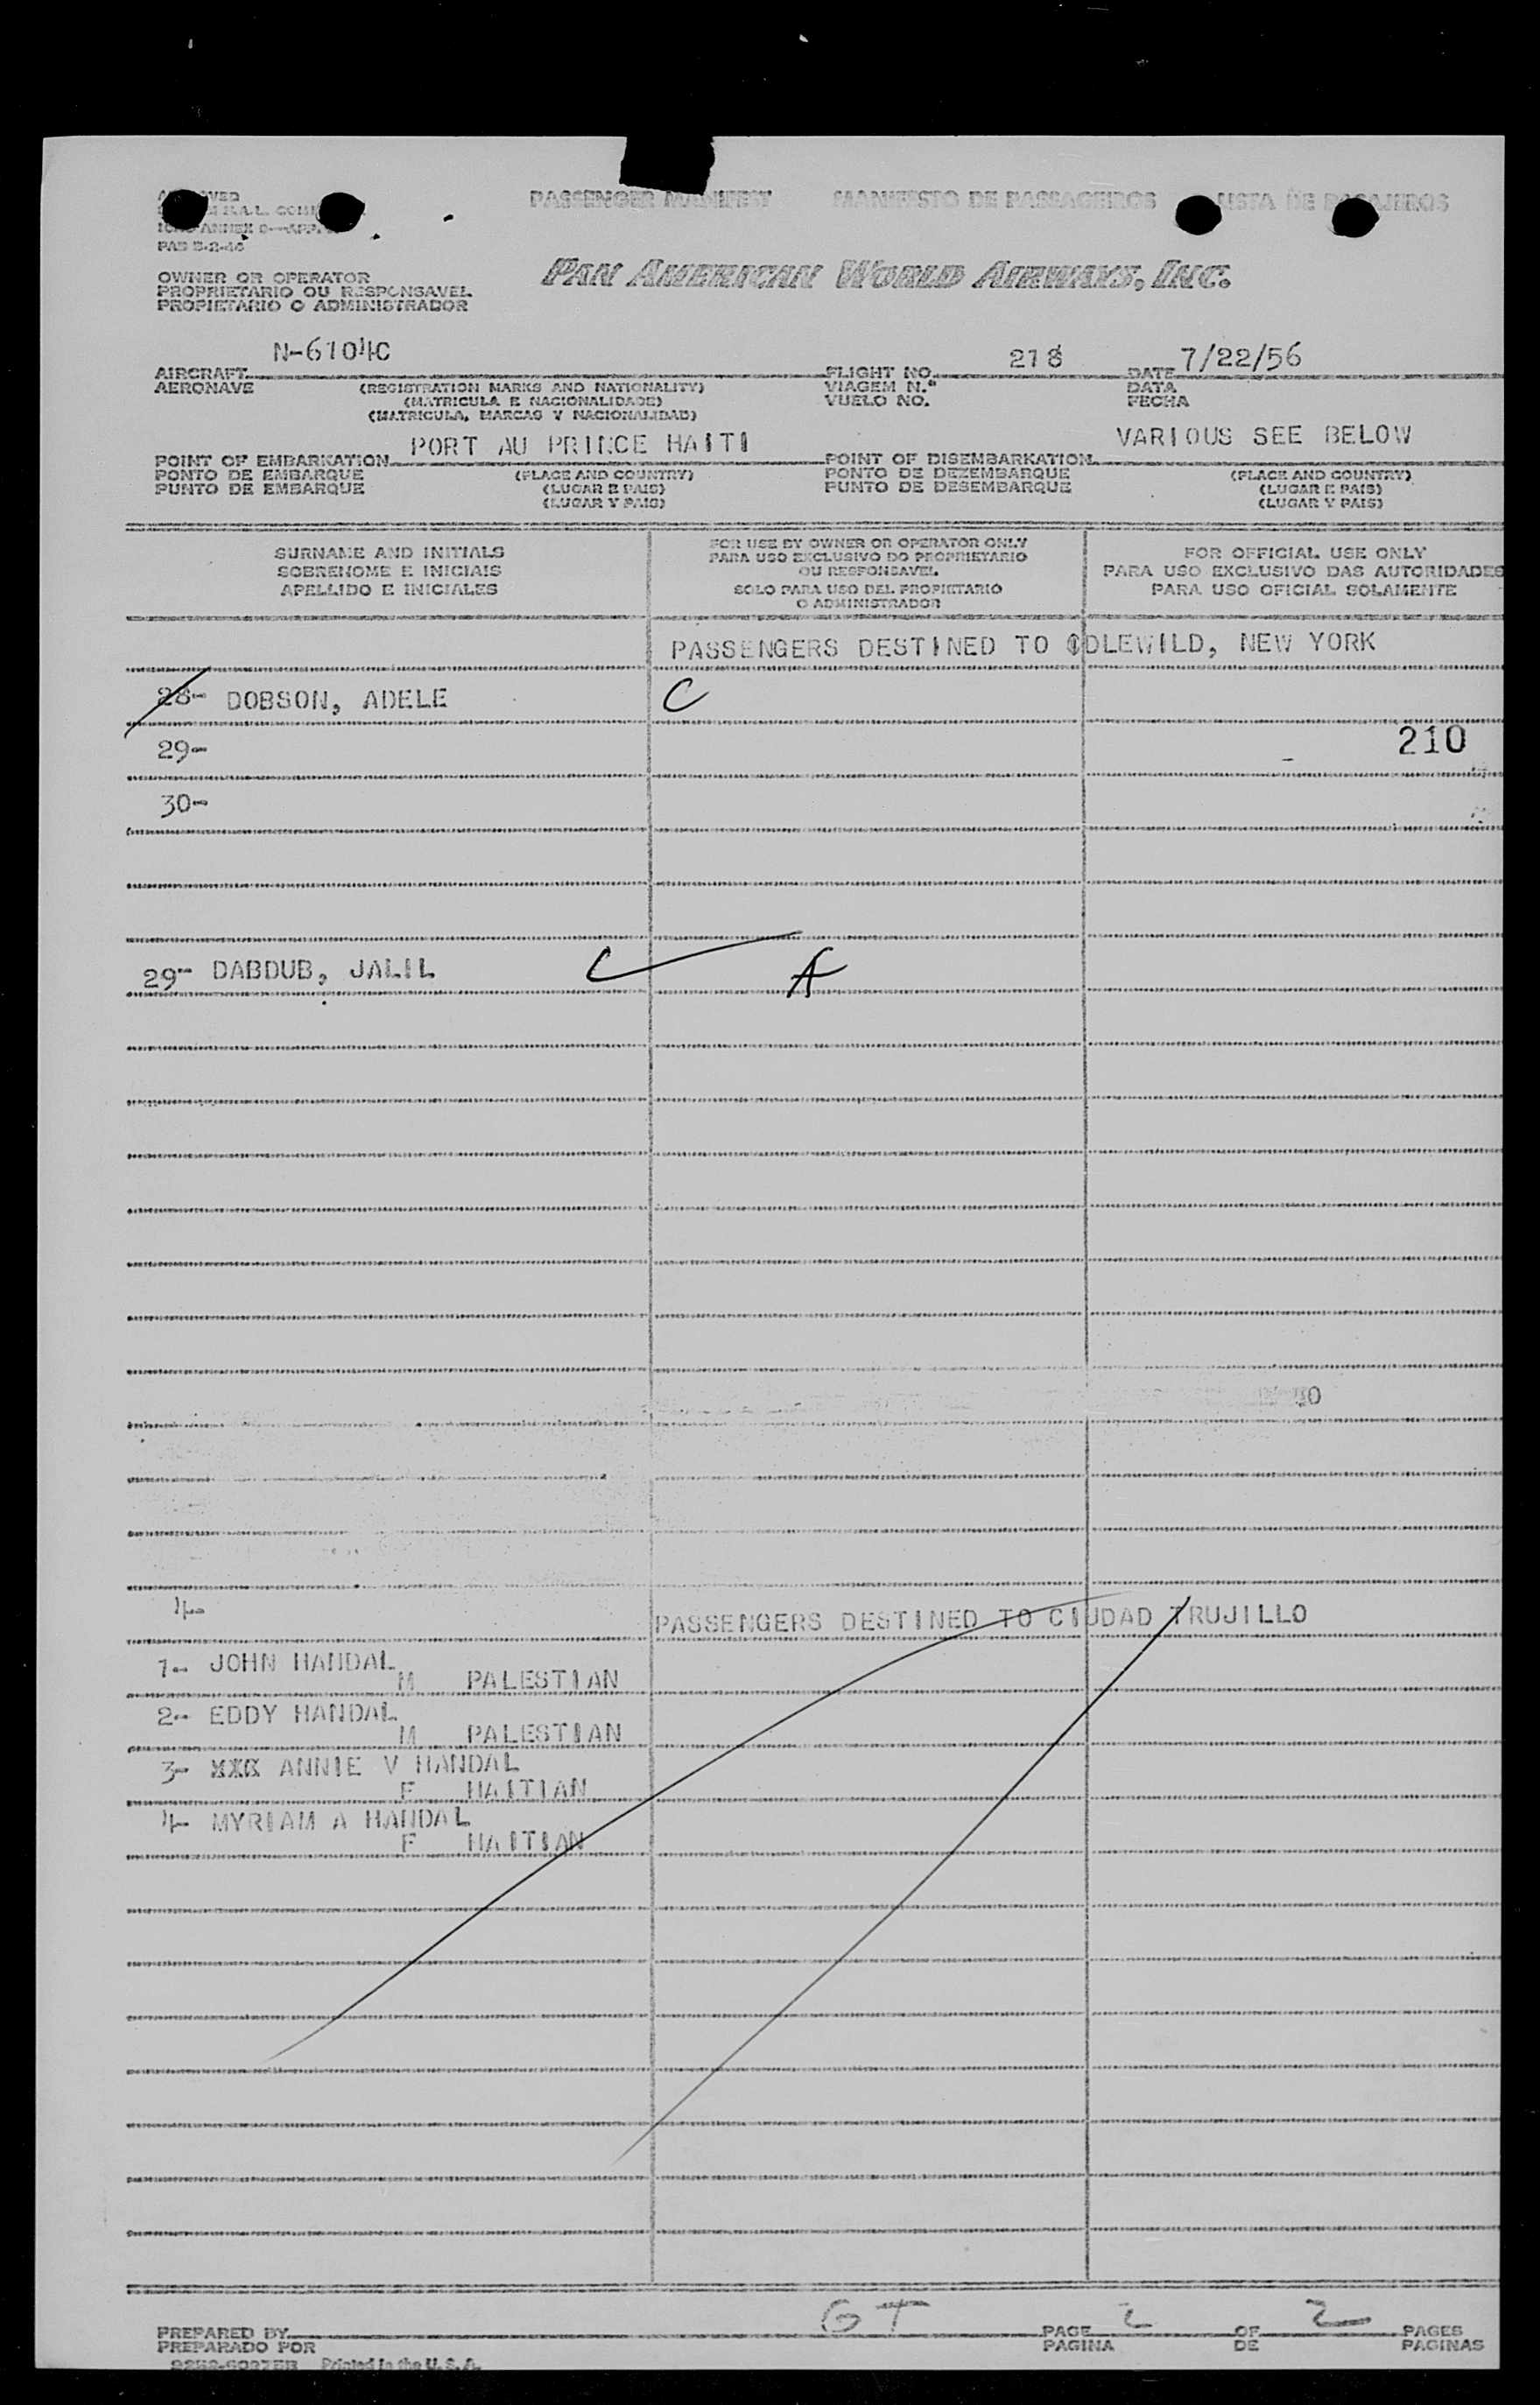 PASSENGER MANIFEST MANIFESTO DE PASSAGEIROS LISTA DE PASAJEROS
PAB 5-2-46
OWNER OR OPERATOR
PROPRIETARIO OU RESPONSAVEL
PROPIETARIO O ADMINISTRADOR
PAN AMERICAN WORLD AIRWAYS, INC.
N-6104C 218 7/22/56
AIRCRAFT FLIGHT NO. DATE
AERONAVE (REGISTRATION MARKS AND NATIONALITY) VIAGEM N.º DATA
(MATRICULA E NACIONALIDADE) VUELO NO. FECHA
(MATRICULA, MARCAS Y NACIONALIDAD)
PORT AU PRINCE HAITI VARIOUS SEE BELOW
POINT OF EMBARKATION POINT OF DISEMBARKATION
PONTO DE EMBARQUE (PLACE AND COUNTRY) PONTO DE DEZEMBARQUE (PLACE AND COUNTRY)
PUNTO DE EMBARQUE (LUGAR E PAIS) PUNTO DE DESEMBARQUE (LUGAR E PAIS)
(LUGAR Y PAIS) (LUGAR Y PAIS)
SURNAME AND INITIALS
SOBRENOME E INICIAIS
APELLIDO E INICIALES
FOR USE BY OWNER OR OPERATOR ONLY
PARA USO EXCLUSIVO DO PROPRIETARIO
OU RESPONSAVEL
SOLO PARA USO DEL PROPIETARIO
O ADMINISTRADOR
FOR OFFICIAL USE ONLY
PARA USO EXCLUSIVO DAS AUTORIDADES
PARA USO OFICIAL SOLAMENTE
PASSENGERS DESTINED TO IDLEWILD, NEW YORK
28- DOBSON, ADELE C
29- 210
30-
29- DABDUB, JALIL A
4- PASSENGERS DESTINED TO CIUDAD TRUJILLO
1- JOHN HANDAL
M PALESTIAN
2- EDDY HANDAL
M PALESTIAN
3- XXX ANNIE V HANDAL
F HAITIAN
4- MYRIAM A HANDAL
F HAITIAN
PREPARED BY GT PAGE 2 OF 2 PAGES
PREPARADO POR PAGINA DE PAGINAS
Printed in the U. S. A.